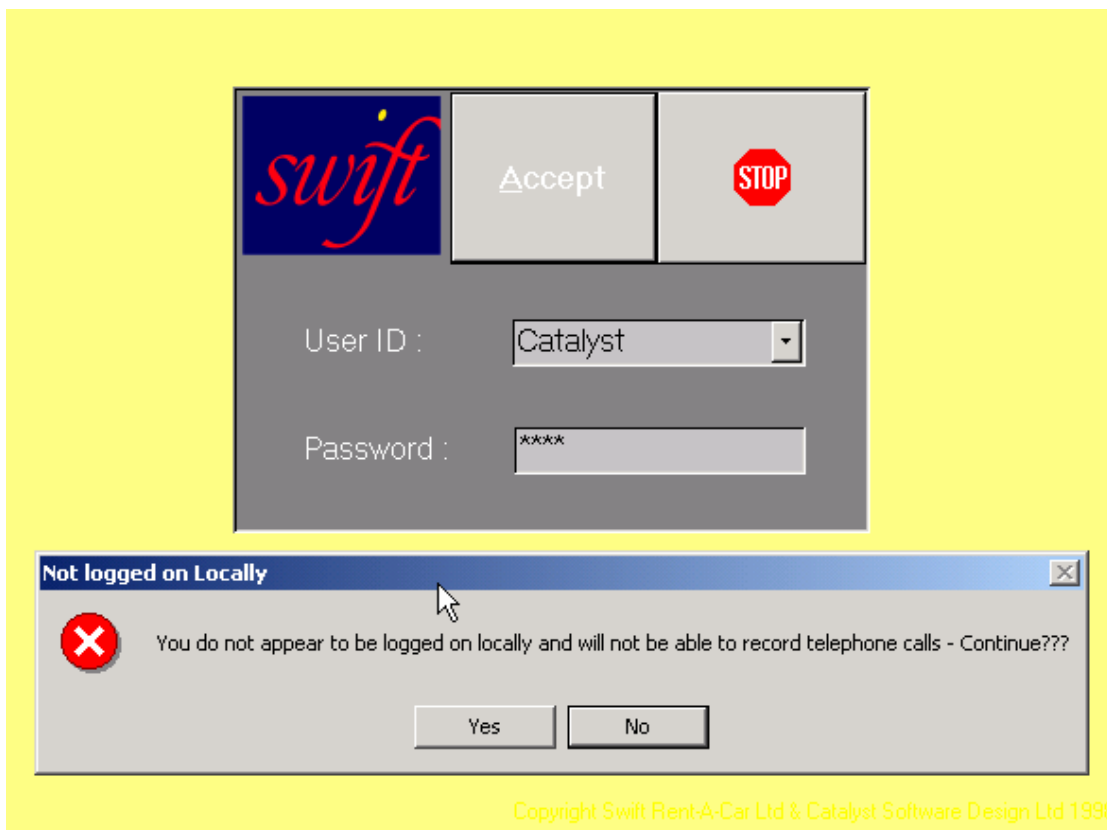 swift
Accept
STOP
User ID :
Catalyst
Password :
****
Not logged on Locally
You do not appear to be logged on locally and will not be able to record telephone calls - Continue???
Yes
No
Copyright Swift Rent-A-Car Ltd & Catalyst Software Design Ltd